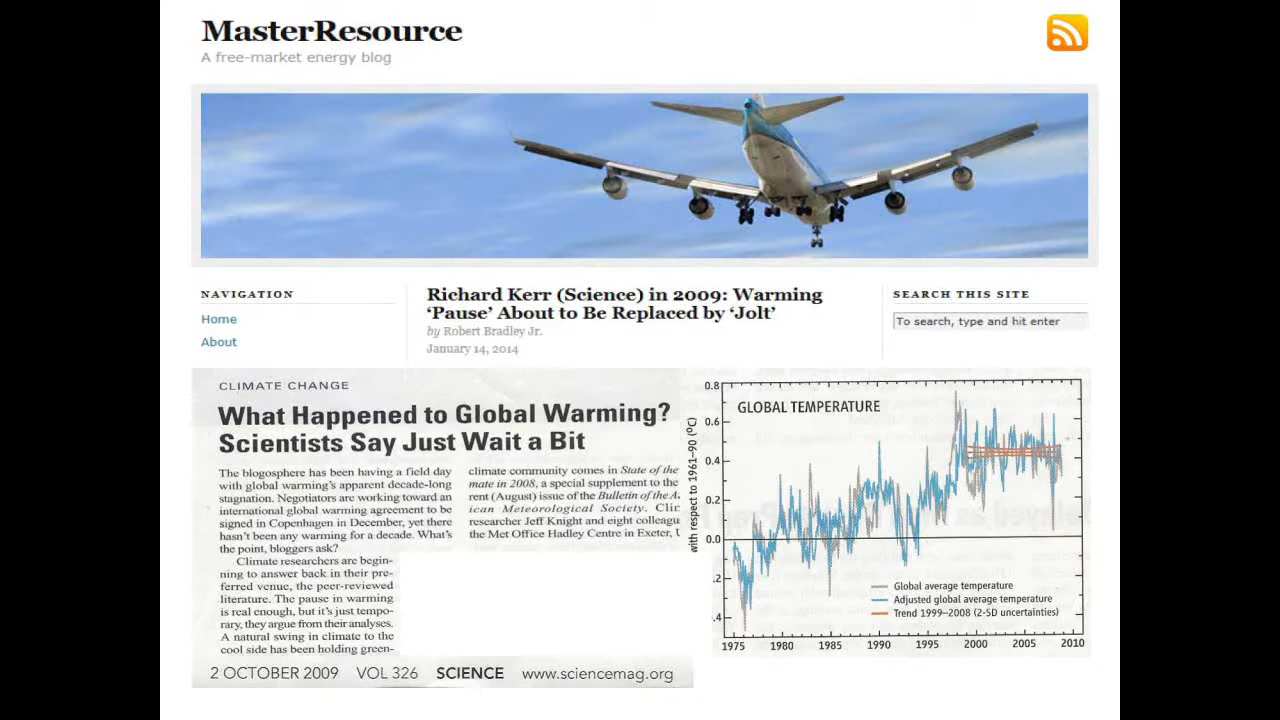 MasterResource
A free-market energy blog
NAVIGATION
Home
About
Richard Kerr (Science) in 2009: Warming
‘Pause’ About to Be Replaced by ‘Jolt’
by Robert Bradley Jr.
January 14, 2014
SEARCH THIS SITE
To search, type and hit enter
CLIMATE CHANGE
What Happened to Global Warming?
Scientists Say Just Wait a Bit
The blogosphere has been having a field day
with global warming's apparent decade-long
stagnation. Negotiators are working toward an
international global warming agreement to be
signed in Copenhagen in December, yet there
hasn't been any warming for a decade. What's
the point, bloggers ask?
Climate researchers are begin-
ning to answer back in their pre-
ferred venue, the peer-reviewed
literature. The pause in warming
is real enough, but it's just tempo-
rary, they argue from their analyses.
A natural swing in climate to the
cool side has been holding green-
climate community comes in State of the
mate in 2008, a special supplement to the
rent (August) issue of the Bulletin of the A
ican Meteorological Society. Clir
researcher Jeff Knight and eight colleagu
the Met Office Hadley Centre in Exeter, U
2 OCTOBER 2009 VOL 326 SCIENCE www.sciencemag.org
GLOBAL TEMPERATURE
with respect to 1961–90 (°C)
0.8
0.6
0.4
0.2
0.0
.2
.4
Global average temperature
Adjusted global average temperature
Trend 1999–2008 (2-SD uncertainties)
1975 1980 1985 1990 1995 2000 2005 2010